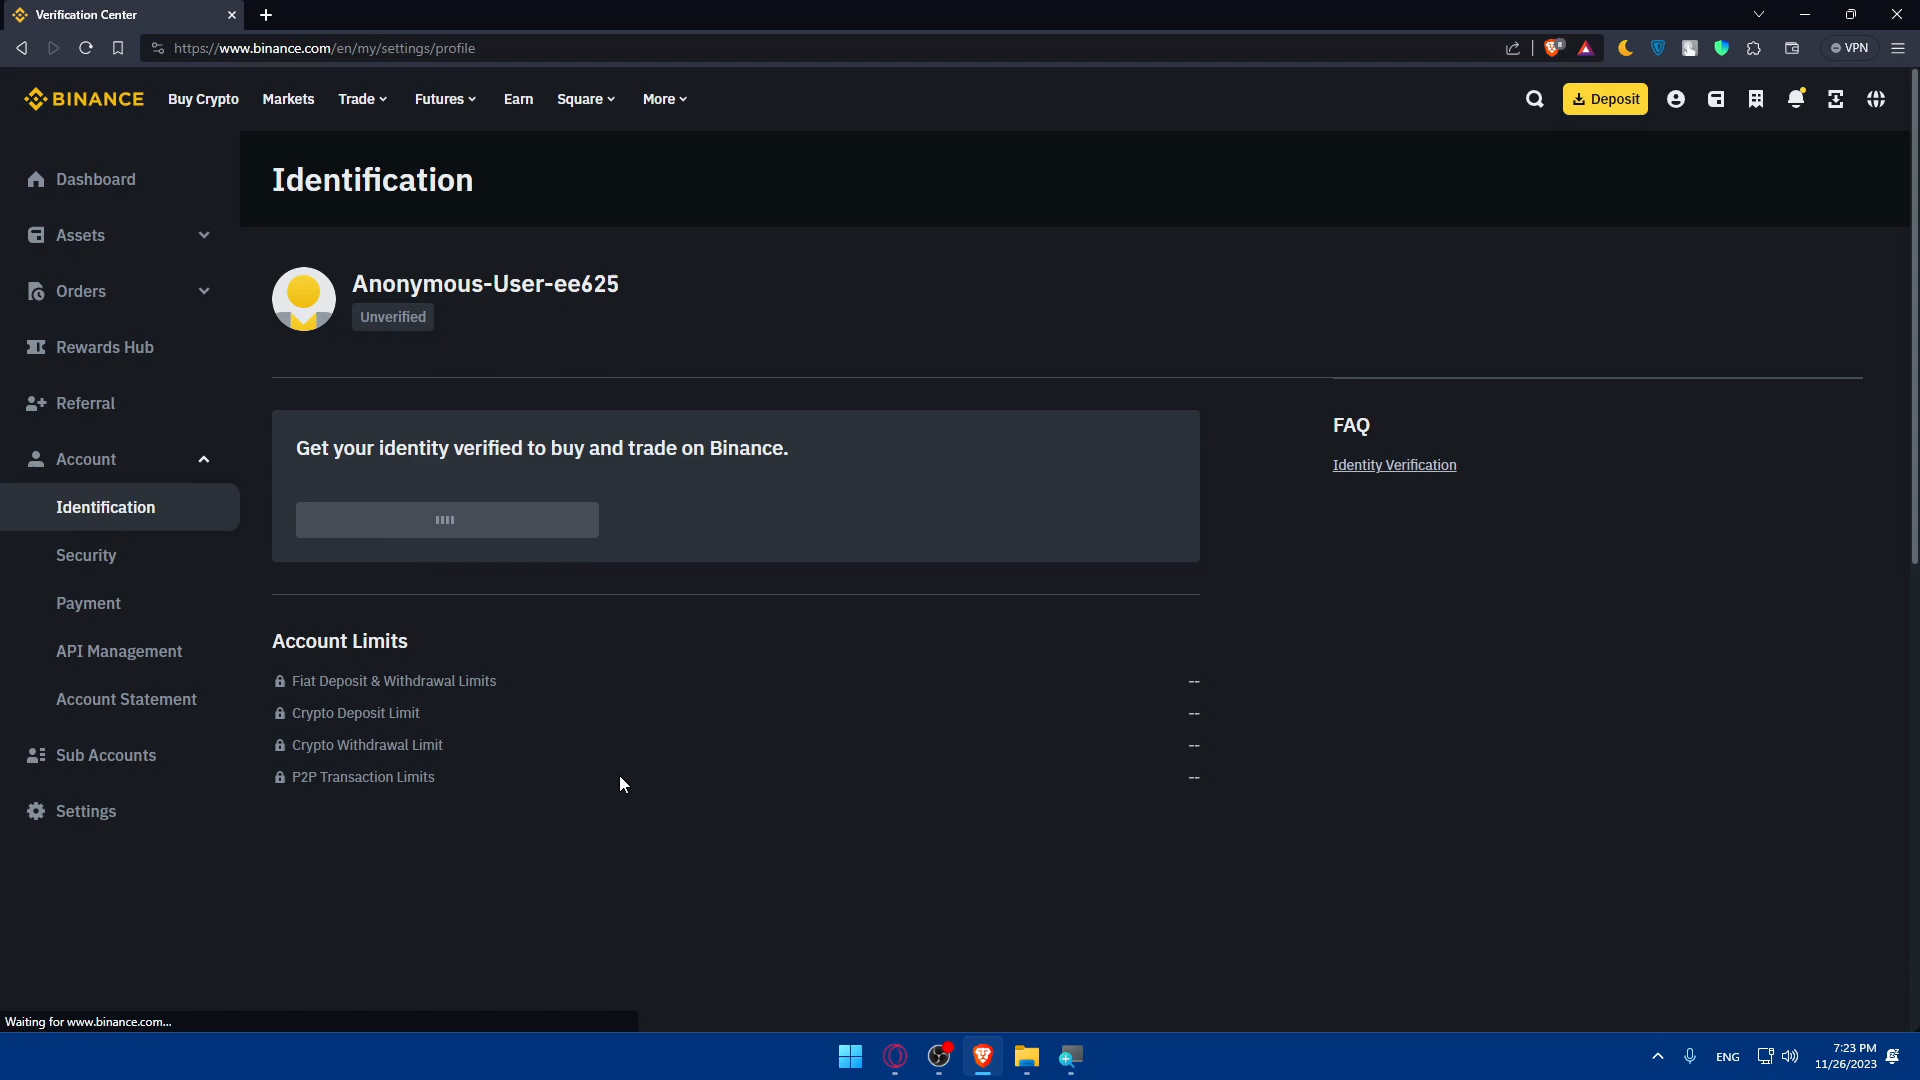 Verification Center
https://www.binance.com/en/my/settings/profile
8
VPN
BINANCE
Buy Crypto
Markets
Trade
Futures
Earn
Square
More
Deposit
Dashboard
Assets
Orders
Rewards Hub
Referral
Account
Identification
Security
Payment
API Management
Account Statement
Sub Accounts
Settings
Identification
Anonymous-User-ee625
Unverified
Get your identity verified to buy and trade on Binance.
FAQ
Identity Verification
Account Limits
Fiat Deposit & Withdrawal Limits --
Crypto Deposit Limit --
Crypto Withdrawal Limit --
P2P Transaction Limits --
Waiting for www.binance.com...
ENG
7:23 PM
11/26/2023